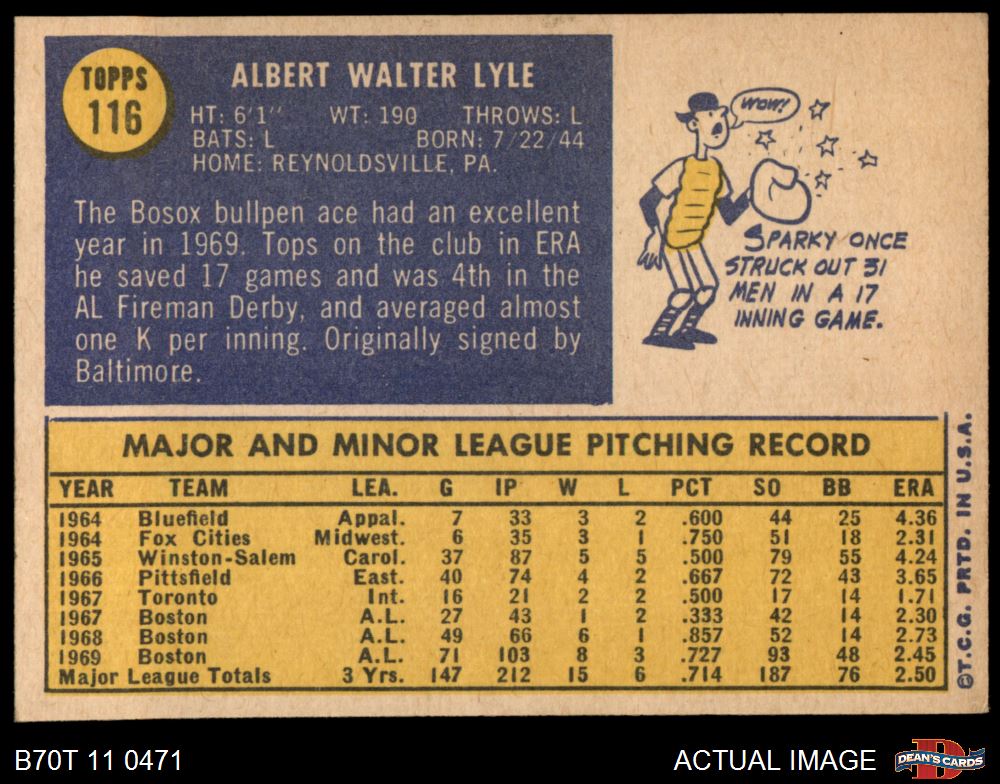 TOPPS
116
ALBERT WALTER LYLE
HT: 6'1" WT: 190 THROWS: L
BATS: L BORN: 7/22/44
HOME: REYNOLDSVILLE, PA.
The Bosox bullpen ace had an excellent
year in 1969. Tops on the club in ERA
he saved 17 games and was 4th in the
AL Fireman Derby, and averaged almost
one K per inning. Originally signed by
Baltimore.
WOW!
SPARKY ONCE
STRUCK OUT 31
MEN IN A 17
INNING GAME.
MAJOR AND MINOR LEAGUE PITCHING RECORD
YEAR TEAM LEA. G IP W L PCT SO BB ERA
1964 Bluefield Appal. 7 33 3 2 .600 44 25 4.36
1964 Fox Cities Midwest. 6 35 3 1 .750 51 18 2.31
1965 Winston-Salem Carol. 37 87 5 5 .500 79 55 4.24
1966 Pittsfield East. 40 74 4 2 .667 72 43 3.65
1967 Toronto Int. 16 21 2 2 .500 17 14 1.71
1967 Boston A.L. 27 43 1 2 .333 42 14 2.30
1968 Boston A.L. 49 66 6 1 .857 52 14 2.73
1969 Boston A.L. 71 103 8 3 .727 93 48 2.45
Major League Totals 3 Yrs. 147 212 15 6 .714 187 76 2.50
©T.C.G. PRTD. IN U.S.A.
B70T 11 0471
ACTUAL IMAGE
D
DEAN'S CARDS